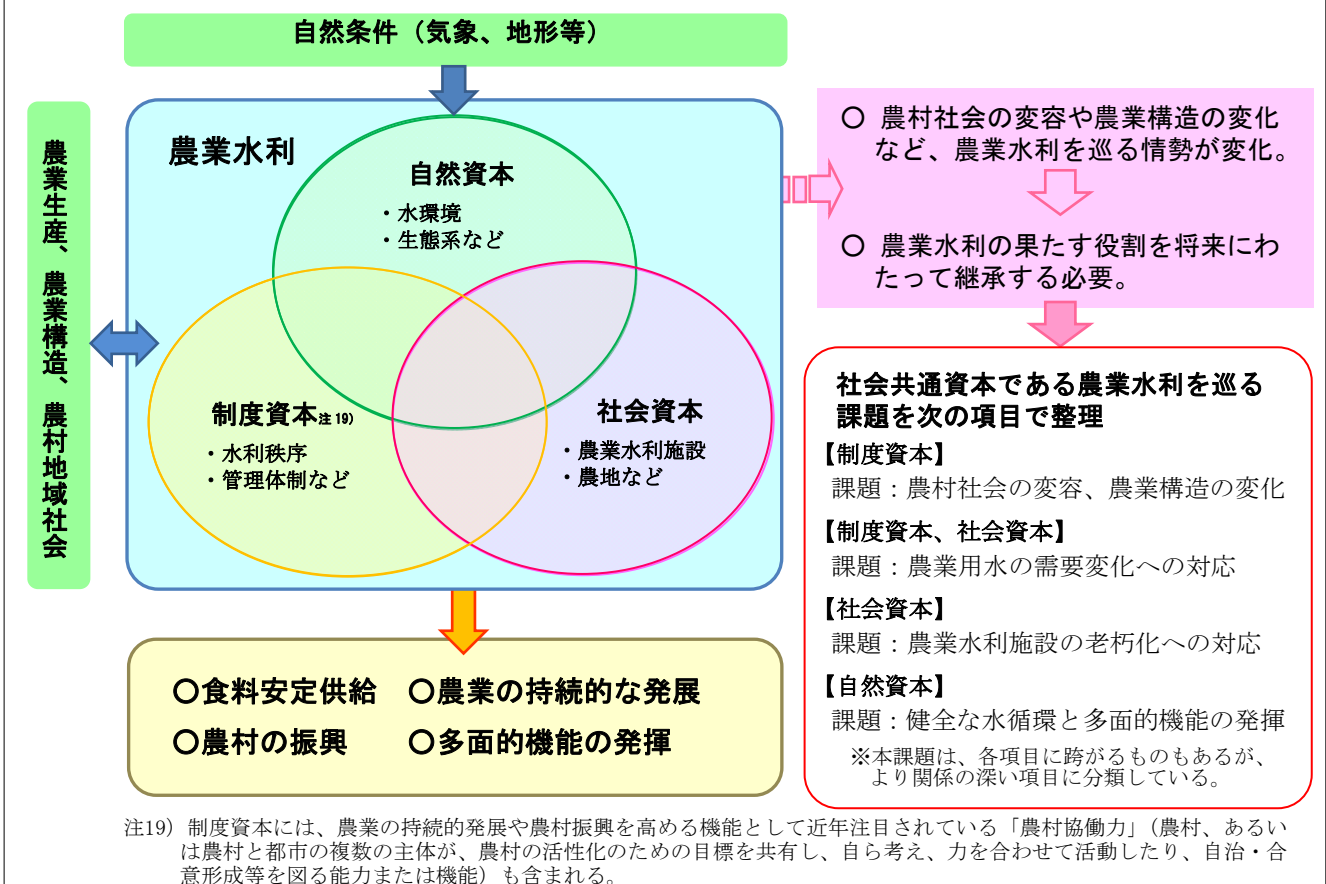 自然条件（気象、地形等）
農業生産、農業構造、農村地域社会
農業水利
自然資本
・水環境
・生態系など
制度資本注19)
・水利秩序
・管理体制など
社会資本
・農業水利施設
・農地など
〇食料安定供給　〇農業の持続的な発展
〇農村の振興　〇多面的機能の発揮
〇 農村社会の変容や農業構造の変化
など、農業水利を巡る情勢が変化。
〇 農業水利の果たす役割を将来にわ
たって継承する必要。
社会共通資本である農業水利を巡る
課題を次の項目で整理
【制度資本】
課題：農村社会の変容、農業構造の変化
【制度資本、社会資本】
課題：農業用水の需要変化への対応
【社会資本】
課題：農業水利施設の老朽化への対応
【自然資本】
課題：健全な水循環と多面的機能の発揮
※本課題は、各項目に跨がるものもあるが、
より関係の深い項目に分類している。
注19）制度資本には、農業の持続的発展や農村振興を高める機能として近年注目されている「農村協働力」（農村、あるい
は農村と都市の複数の主体が、農村の活性化のための目標を共有し、自ら考え、力を合わせて活動したり、自治・合
意形成等を図る能力または機能）も含まれる。